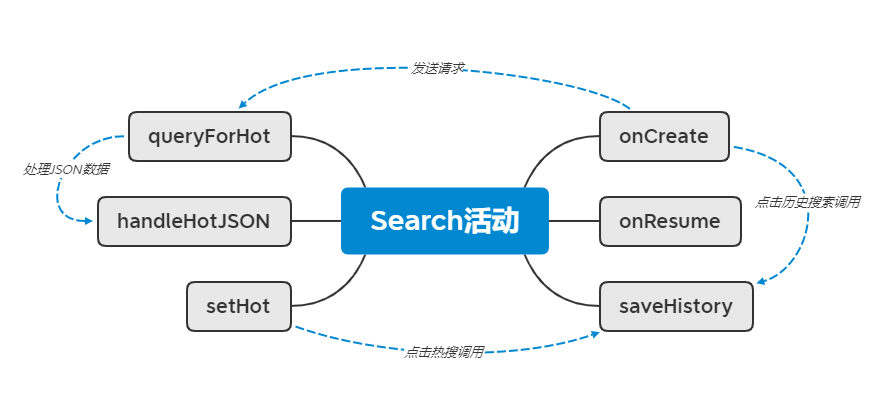 发送请求
queryForHot
onCreate
处理JSON数据
点击历史搜索调用
handleHotJSON
Search活动
onResume
setHot
saveHistory
点击热搜调用